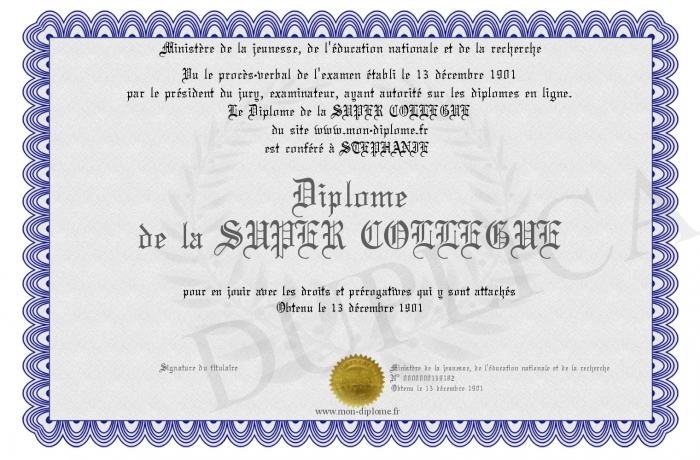 Ministère de la jeunesse, de l'éducation nationale et de la recherche
Vu le procès-verbal de l'examen établi le 13 décembre 1901
par le président du jury, examinateur, ayant autorité sur les diplomes en ligne.
Le Diplome de la SUPER COLLEGUE
du site www.mon-diplome.fr
est conféré à STEPHANIE
Diplome
de la SUPER COLLEGUE
pour en jouir avec les droits et prérogatives qui y sont attachés
Obtenu le 13 décembre 1901
Signature du titulaire
Ministère de la jeunesse, de l'éducation nationale et de la recherche
N° 0000000159182
Obtenu le 13 décembre 1901
www.mon-diplome.fr
DUPLICA